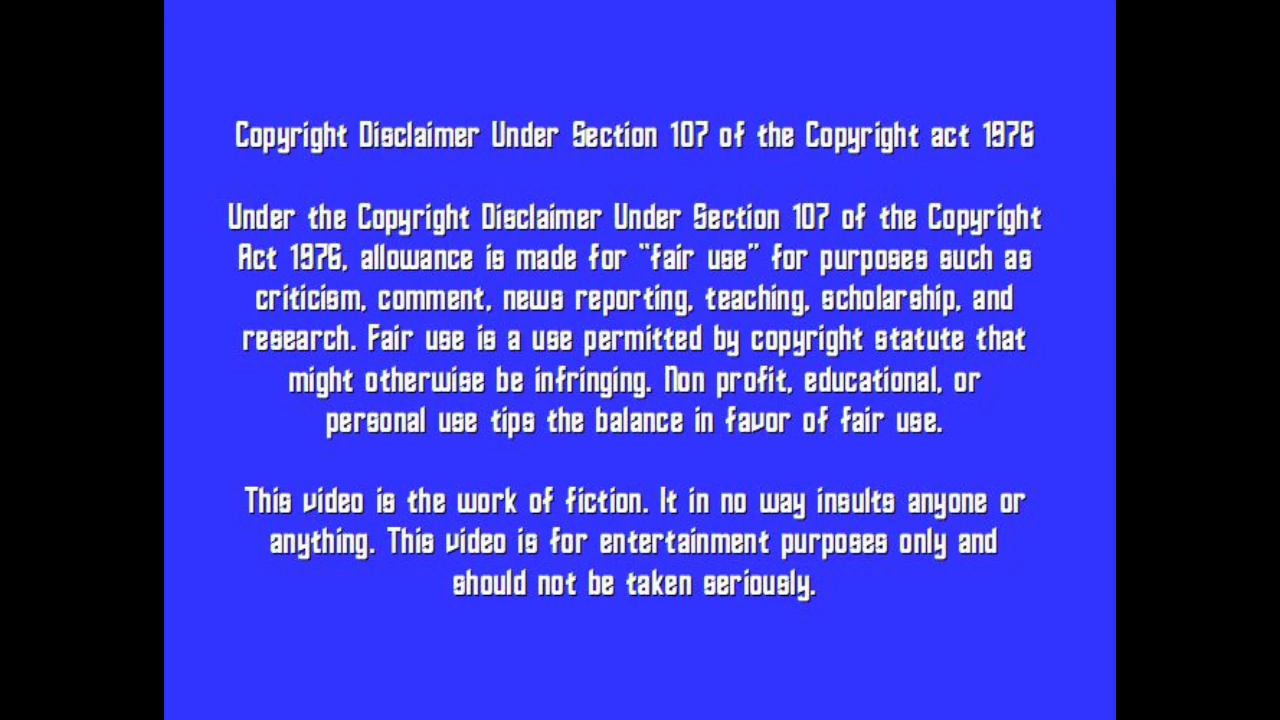 Copyright Disclaimer Under Section 107 of the Copyright act 1976
Under the Copyright Disclaimer Under Section 107 of the Copyright
Act 1976, allowance is made for "fair use" for purposes such as
criticism, comment, news reporting, teaching, scholarship, and
research. Fair use is a use permitted by copyright statute that
might otherwise be infringing. Non profit, educational, or
personal use tips the balance in favor of fair use.
This video is the work of fiction. It in no way insults anyone or
anything. This video is for entertainment purposes only and
should not be taken seriously.